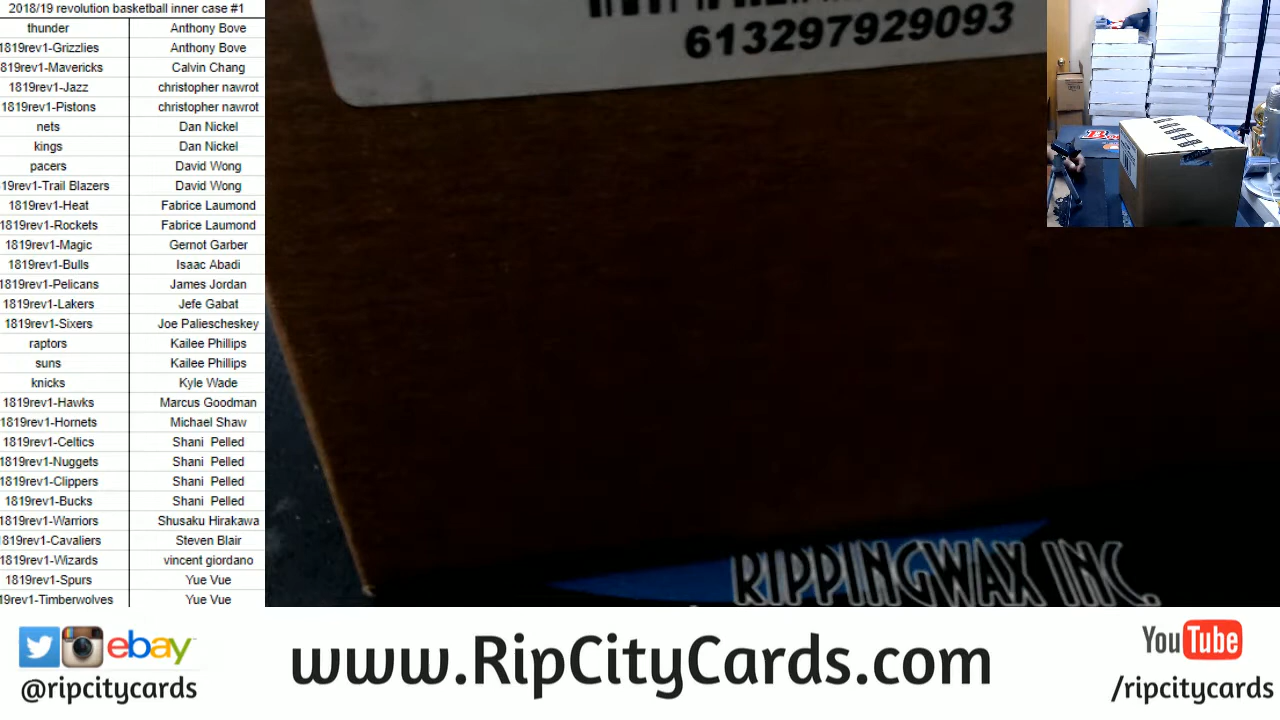 2018/19 revolution basketball inner case #1
thunder Anthony Bove
1819rev1-Grizzlies Anthony Bove
819rev1-Mavericks Calvin Chang
1819rev1-Jazz christopher nawrot
1819rev1-Pistons christopher nawrot
nets Dan Nickel
kings Dan Nickel
pacers David Wong
19rev1-Trail Blazers David Wong
1819rev1-Heat Fabrice Laumond
1819rev1-Rockets Fabrice Laumond
1819rev1-Magic Gernot Garber
1819rev1-Bulls Isaac Abadi
1819rev1-Pelicans James Jordan
1819rev1-Lakers Jefe Gabat
1819rev1-Sixers Joe Paliescheskey
raptors Kailee Phillips
suns Kailee Phillips
knicks Kyle Wade
1819rev1-Hawks Marcus Goodman
1819rev1-Hornets Michael Shaw
1819rev1-Celtics Shani Pelled
1819rev1-Nuggets Shani Pelled
1819rev1-Clippers Shani Pelled
1819rev1-Bucks Shani Pelled
1819rev1-Warriors Shusaku Hirakawa
1819rev1-Cavaliers Steven Blair
1819rev1-Wizards vincent giordano
1819rev1-Spurs Yue Vue
19rev1-Timberwolves Yue Vue
613297929093
RIPPINGWAX INC.
ebay
@ripcitycards
www.RipCityCards.com
YouTube
/ripcitycards